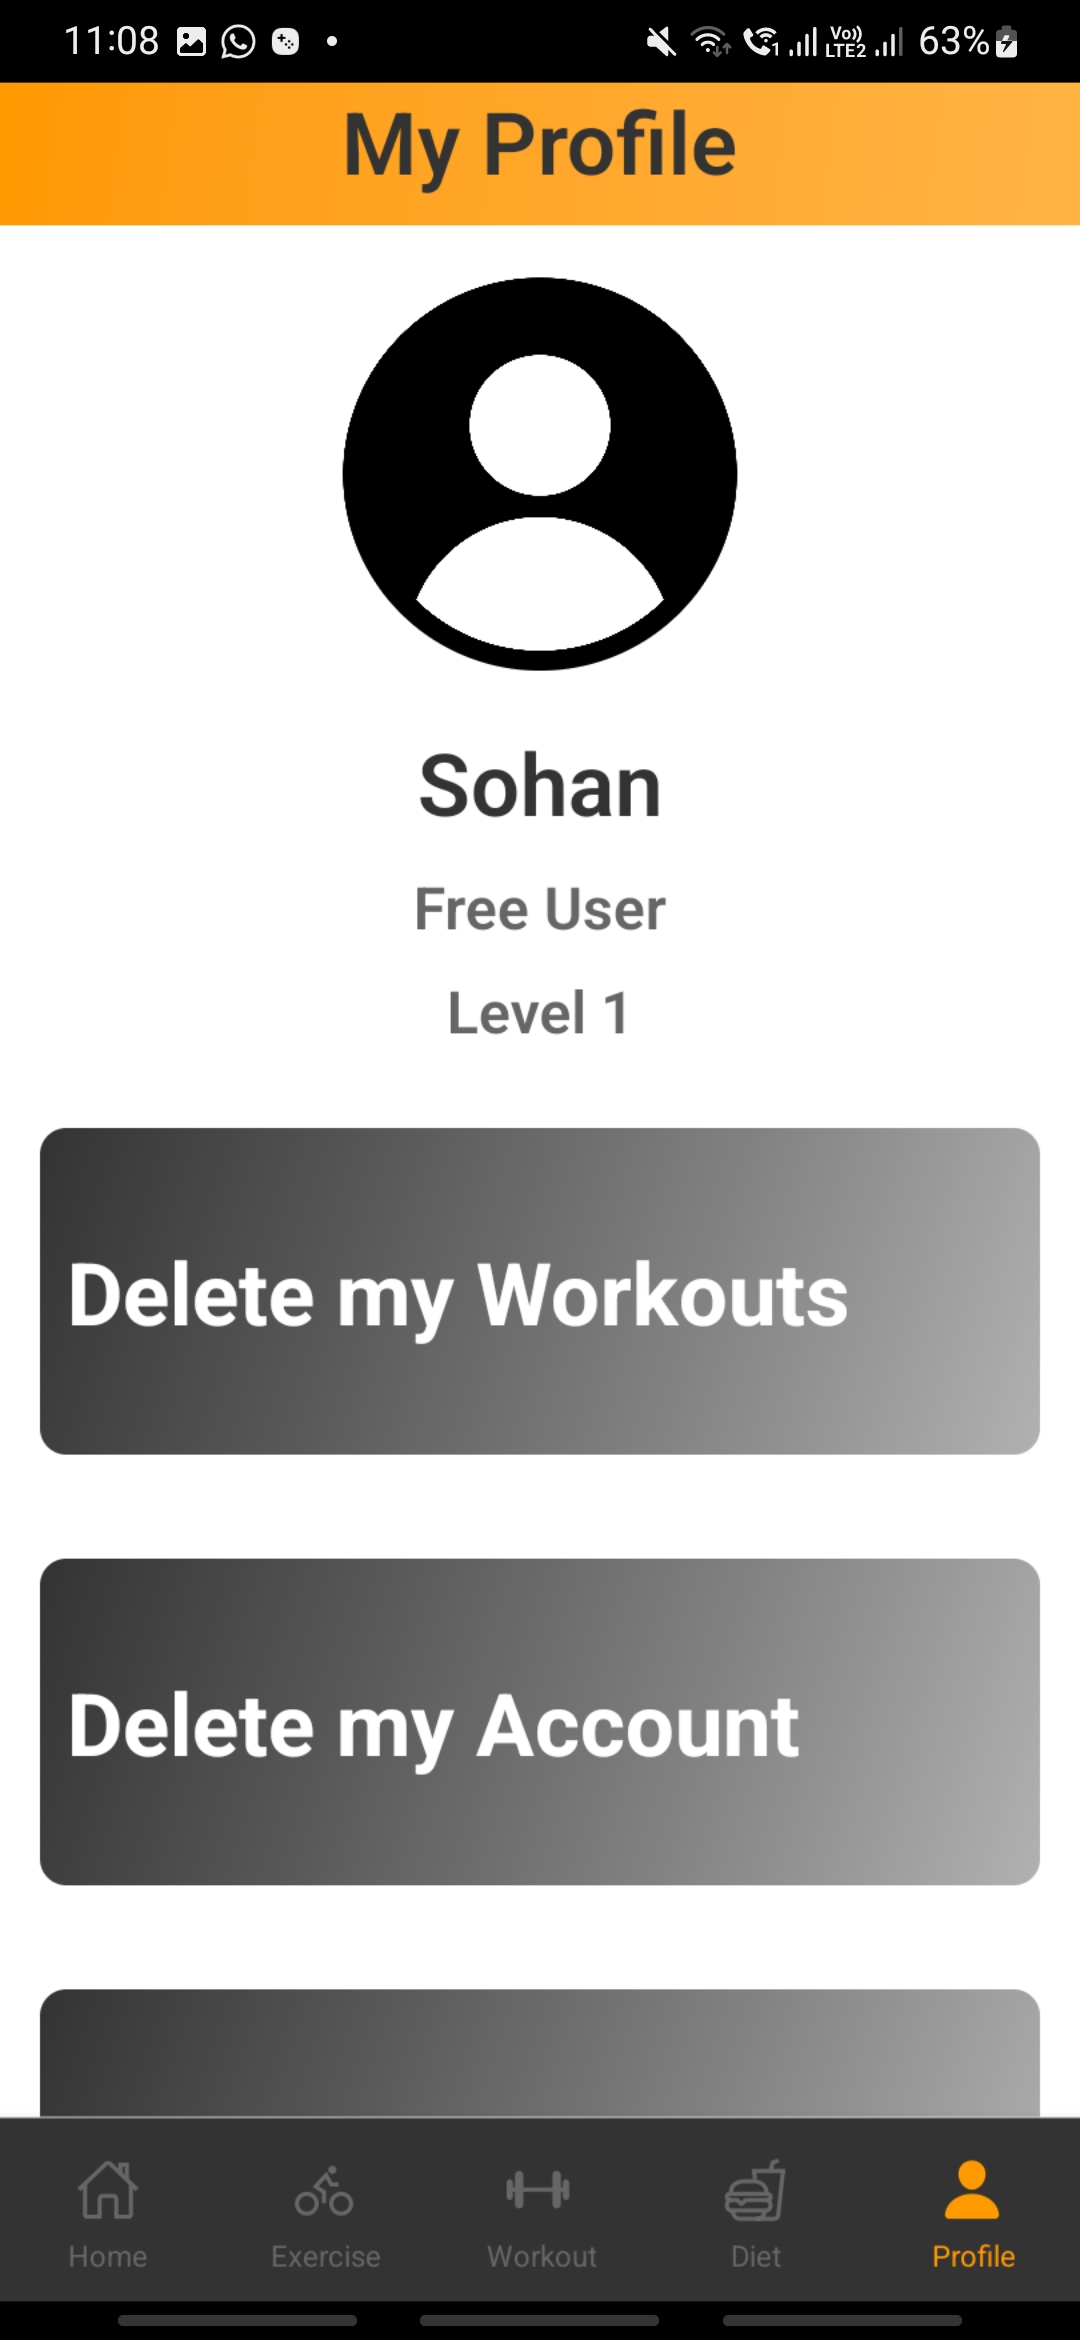 11:08
1 Vo)) LTE2 63%
My Profile
Sohan
Free User
Level 1
Delete my Workouts
Delete my Account
Home Exercise Workout Diet Profile